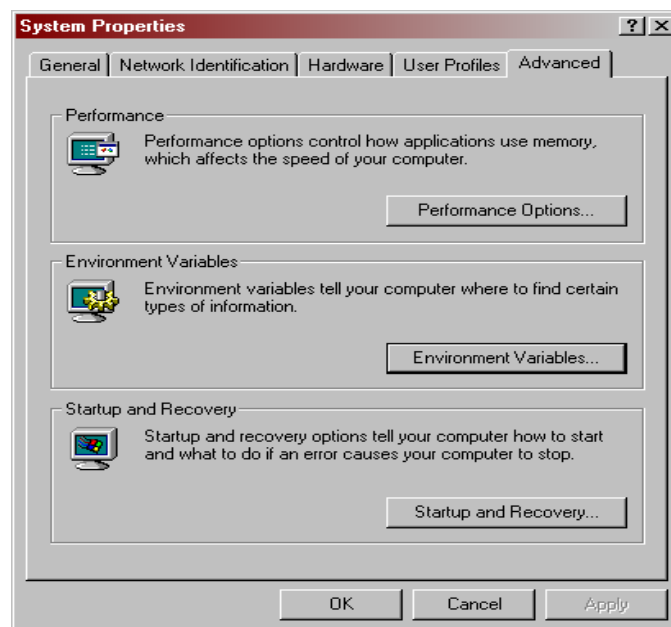 System Properties
General Network Identification Hardware User Profiles Advanced
Performance
Performance options control how applications use memory,
which affects the speed of your computer.
Performance Options...
Environment Variables
Environment variables tell your computer where to find certain
types of information.
Environment Variables...
Startup and Recovery
Startup and recovery options tell your computer how to start
and what to do if an error causes your computer to stop.
Startup and Recovery...
OK Cancel Apply